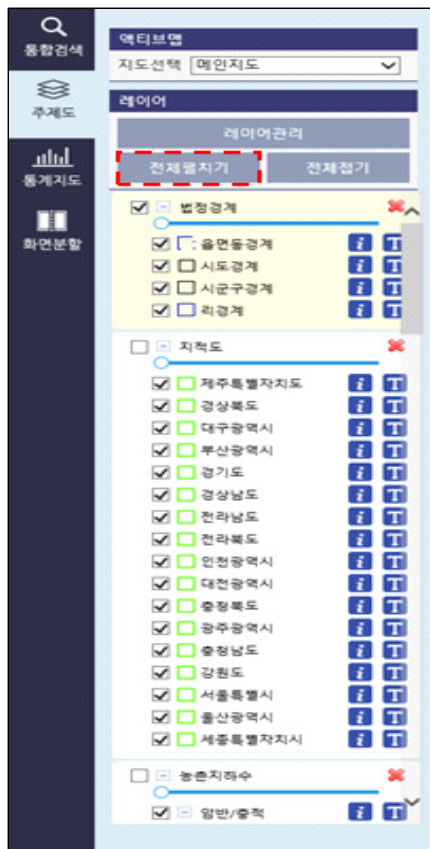 통합검색
주제도
통계지도
화면분할
액티브맵
지도선택 메인지도
레이어
레이어관리
전체펼치기 전체접기
법정경계
읍면동경계 i T
시도경계 i T
시군구경계 i T
리경계 i T
지적도
제주특별자치도 i T
경상북도 i T
대구광역시 i T
부산광역시 i T
경기도 i T
경상남도 i T
전라남도 i T
전라북도 i T
인천광역시 i T
대전광역시 i T
충청북도 i T
광주광역시 i T
충청남도 i T
강원도 i T
서울특별시 i T
울산광역시 i T
세종특별자치시 i T
농촌지하수
암반/충적 i T